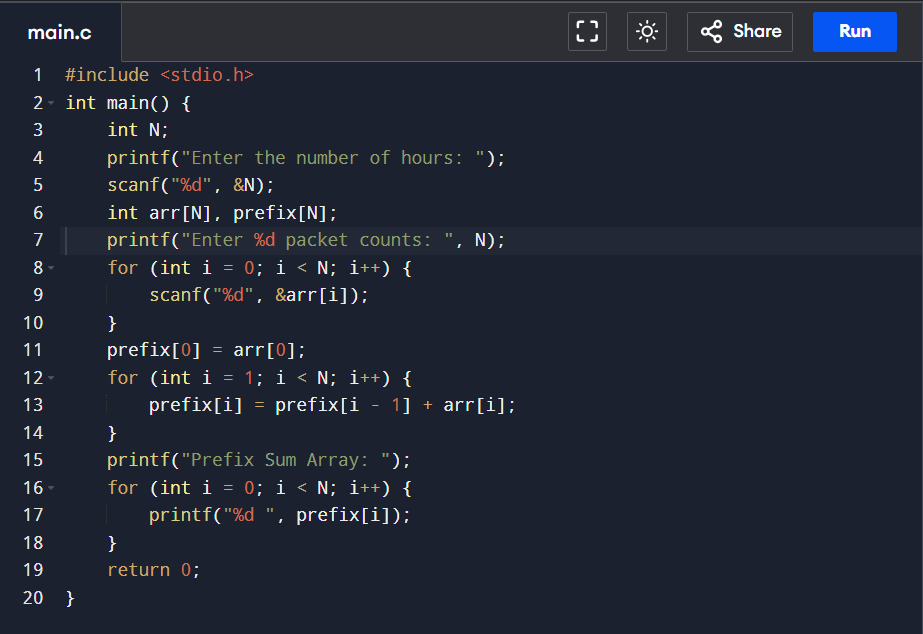 main.c Share Run
1 #include <stdio.h>
2 int main() {
3     int N;
4     printf("Enter the number of hours: ");
5     scanf("%d", &N);
6     int arr[N], prefix[N];
7     printf("Enter %d packet counts: ", N);
8     for (int i = 0; i < N; i++) {
9         scanf("%d", &arr[i]);
10     }
11     prefix[0] = arr[0];
12     for (int i = 1; i < N; i++) {
13         prefix[i] = prefix[i - 1] + arr[i];
14     }
15     printf("Prefix Sum Array: ");
16     for (int i = 0; i < N; i++) {
17         printf("%d ", prefix[i]);
18     }
19     return 0;
20 }